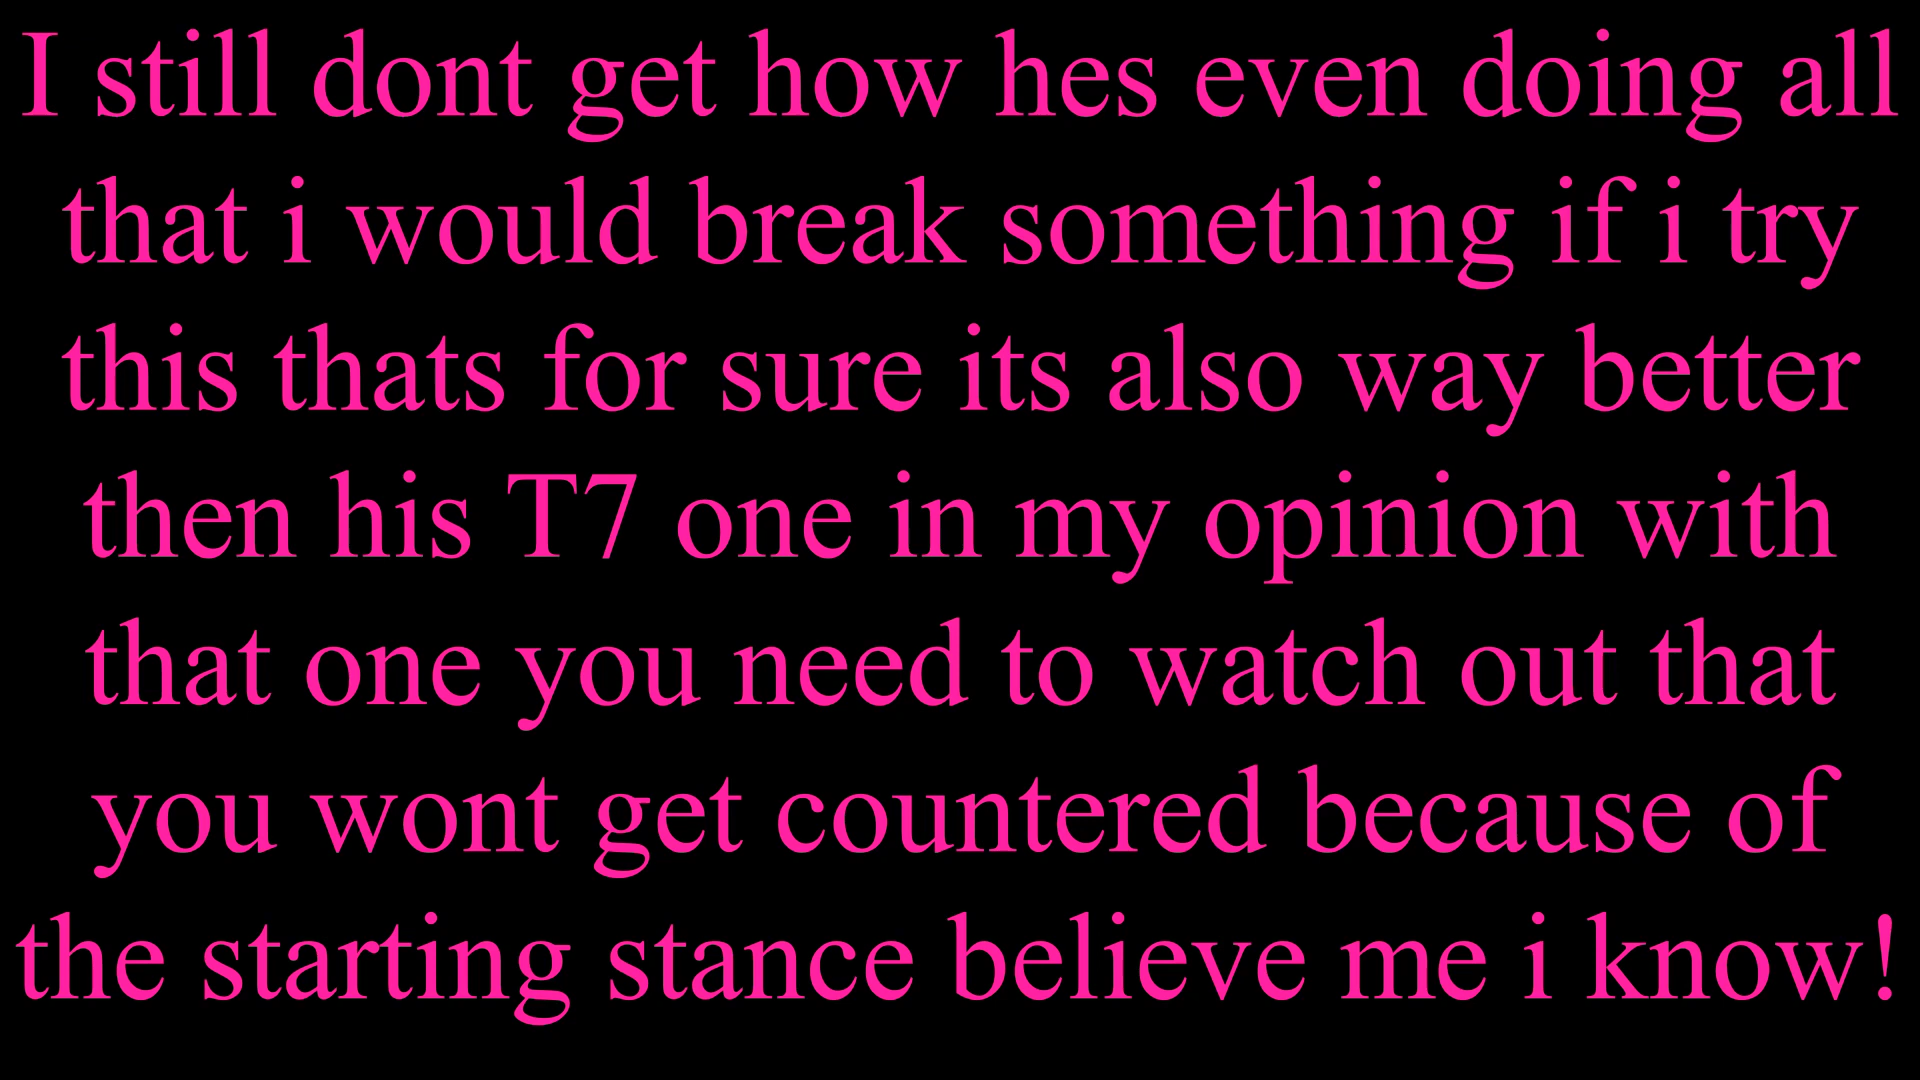 I still dont get how hes even doing all
that i would break something if i try
this thats for sure its also way better
then his T7 one in my opinion with
that one you need to watch out that
you wont get countered because of
the starting stance believe me i know!